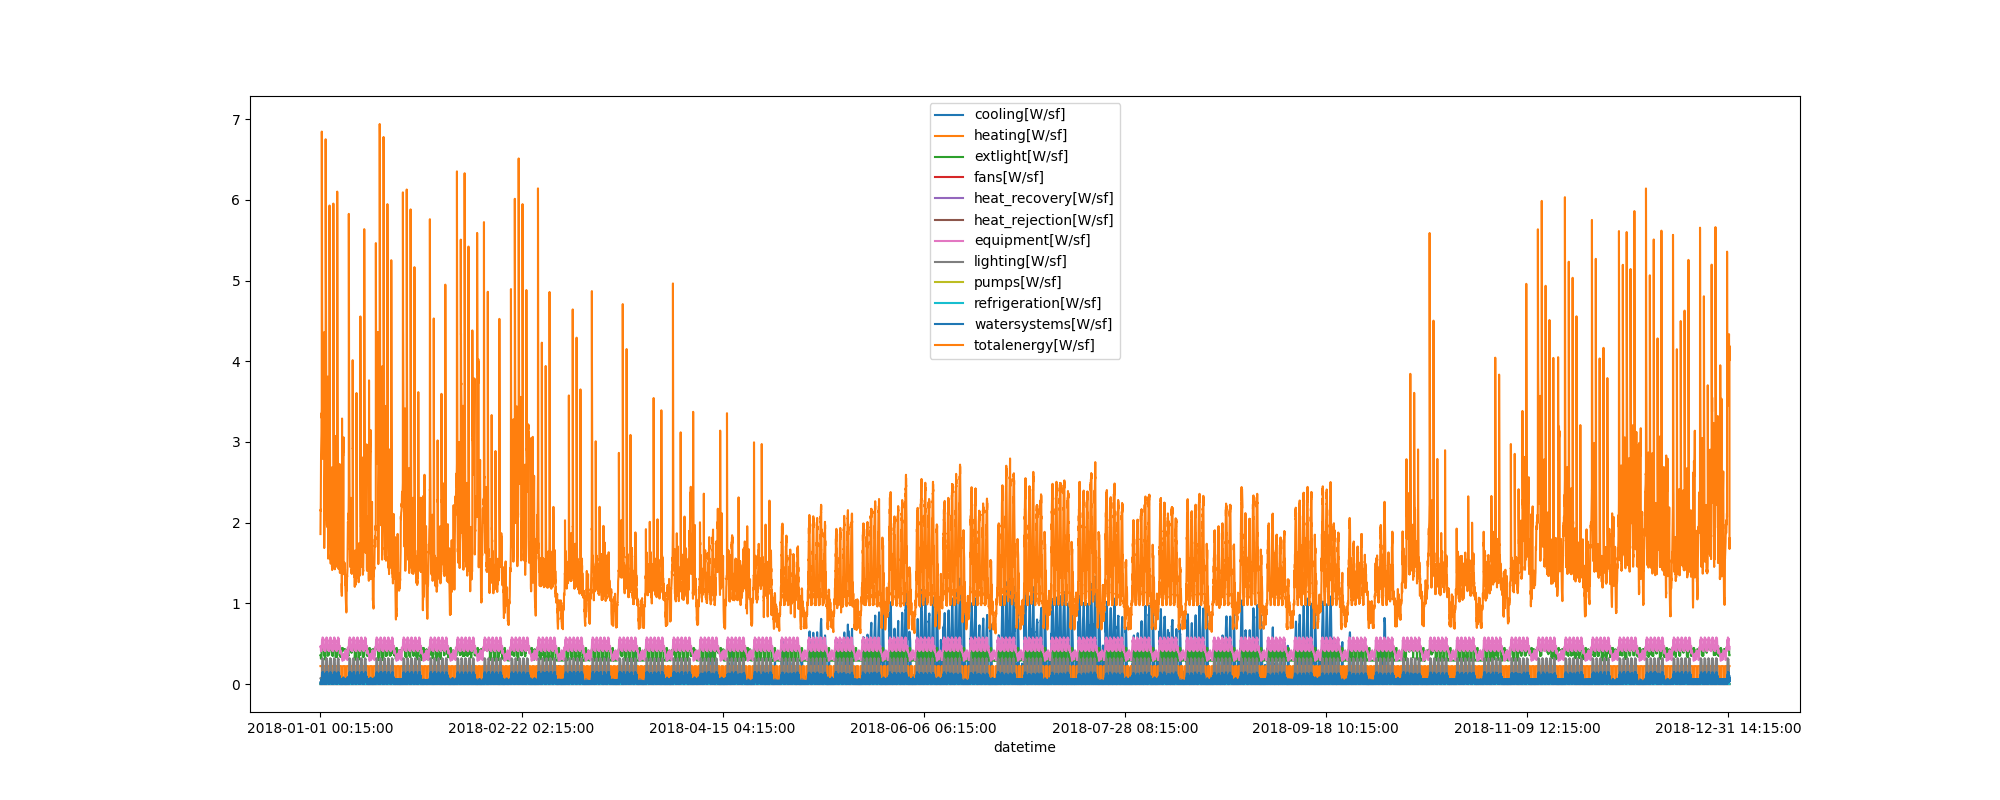 7
6
5
4
3
2
1
0
cooling[W/sf]
heating[W/sf]
extlight[W/sf]
fans[W/sf]
heat_recovery[W/sf]
heat_rejection[W/sf]
equipment[W/sf]
lighting[W/sf]
pumps[W/sf]
refrigeration[W/sf]
watersystems[W/sf]
totalenergy[W/sf]
2018-01-01 00:15:00 2018-02-22 02:15:00 2018-04-15 04:15:00 2018-06-06 06:15:00 2018-07-28 08:15:00 2018-09-18 10:15:00 2018-11-09 12:15:00 2018-12-31 14:15:00
datetime